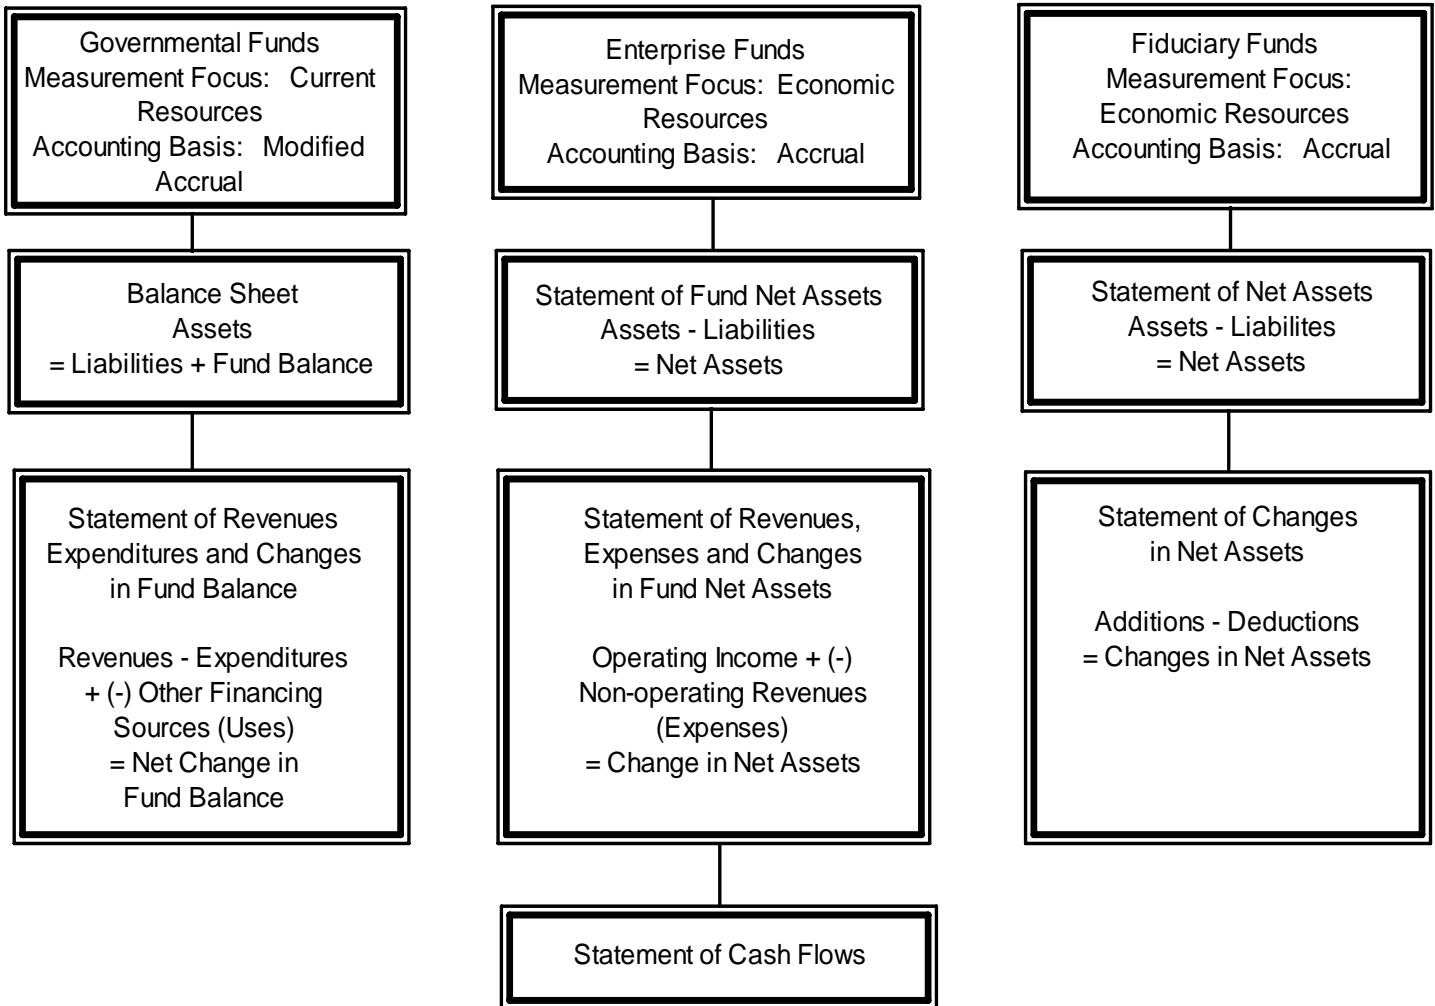 Governmental Funds
Measurement Focus: Current
Resources
Accounting Basis: Modified
Accrual
Balance Sheet
Assets
= Liabilities + Fund Balance
Statement of Revenues
Expenditures and Changes
in Fund Balance
Revenues - Expenditures
+ (-) Other Financing
Sources (Uses)
= Net Change in
Fund Balance
Enterprise Funds
Measurement Focus: Economic
Resources
Accounting Basis: Accrual
Statement of Fund Net Assets
Assets - Liabilities
= Net Assets
Statement of Revenues,
Expenses and Changes
in Fund Net Assets
Operating Income + (-)
Non-operating Revenues
(Expenses)
= Change in Net Assets
Statement of Cash Flows
Fiduciary Funds
Measurement Focus:
Economic Resources
Accounting Basis: Accrual
Statement of Net Assets
Assets - Liabilites
= Net Assets
Statement of Changes
in Net Assets
Additions - Deductions
= Changes in Net Assets